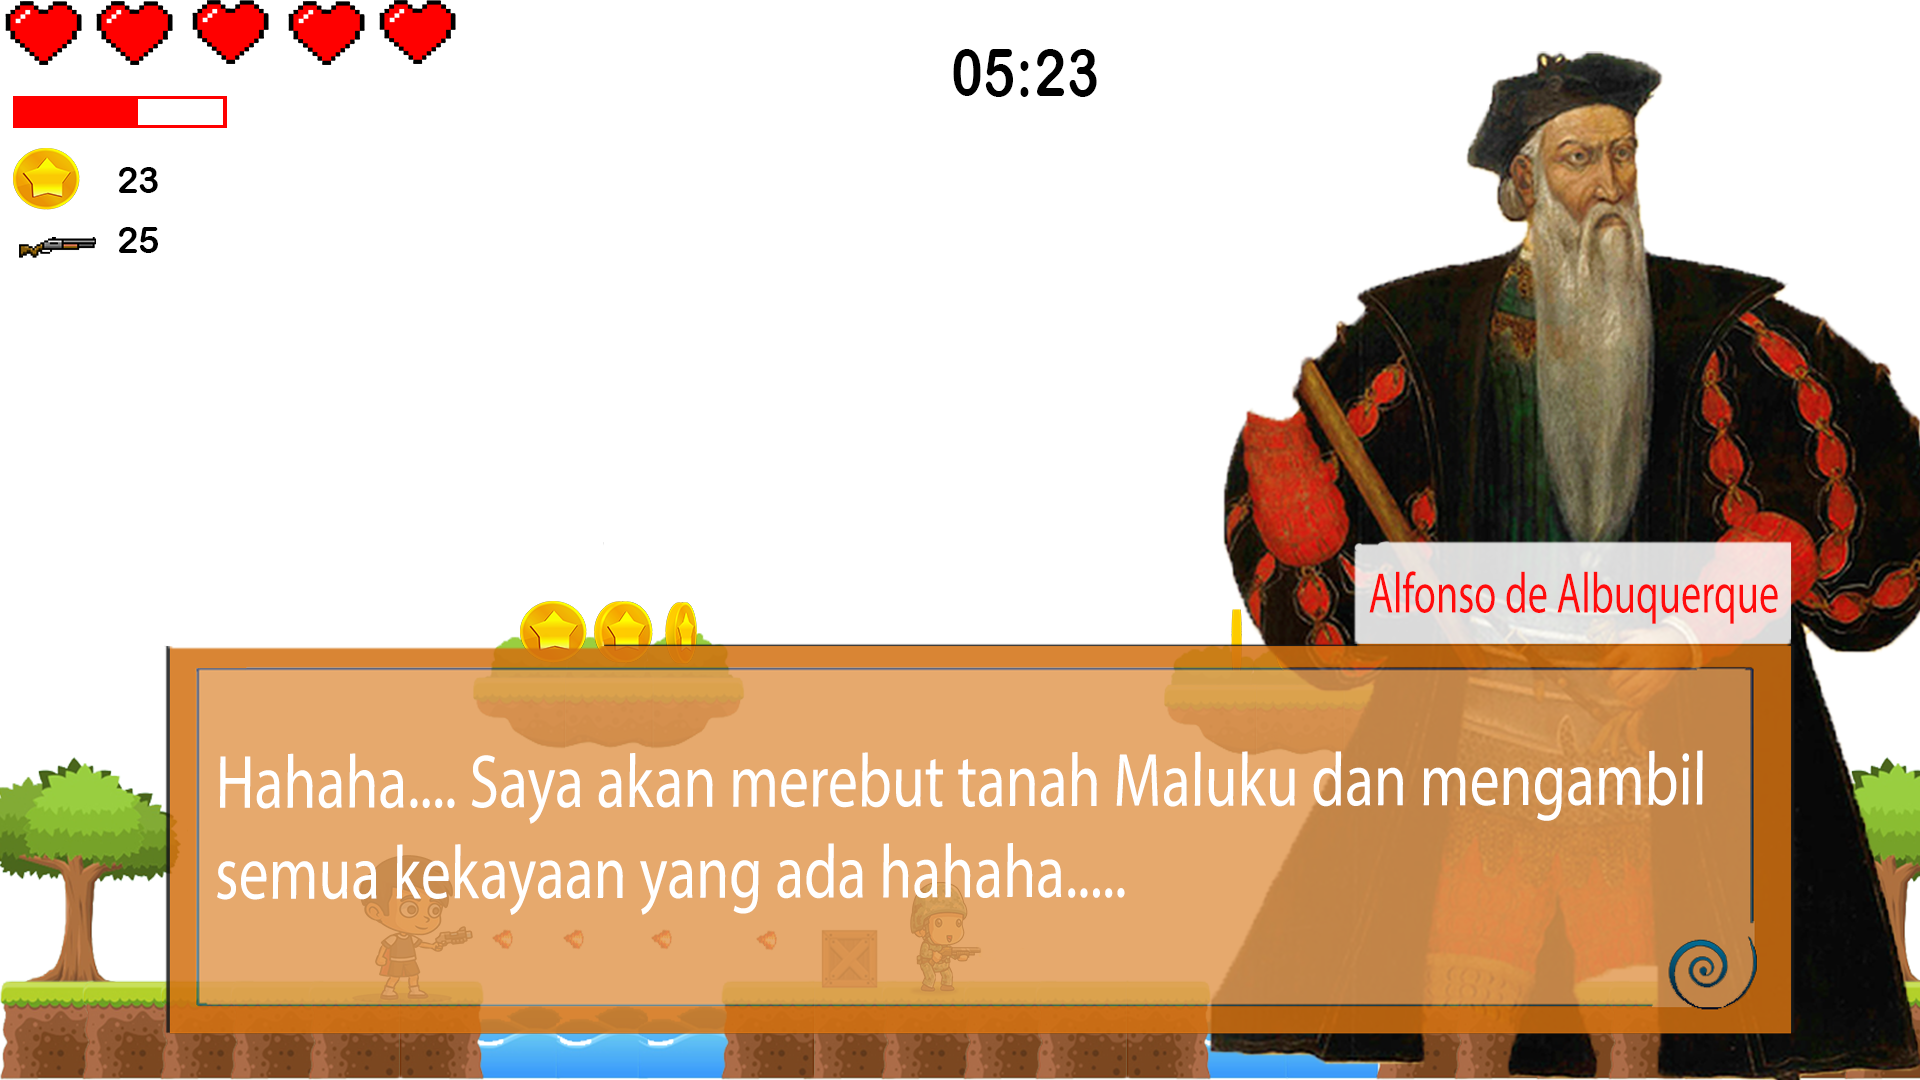 05:23
23
25
Alfonso de Albuquerque
Hahaha.... Saya akan merebut tanah Maluku dan mengambil
semua kekayaan yang ada hahaha.....